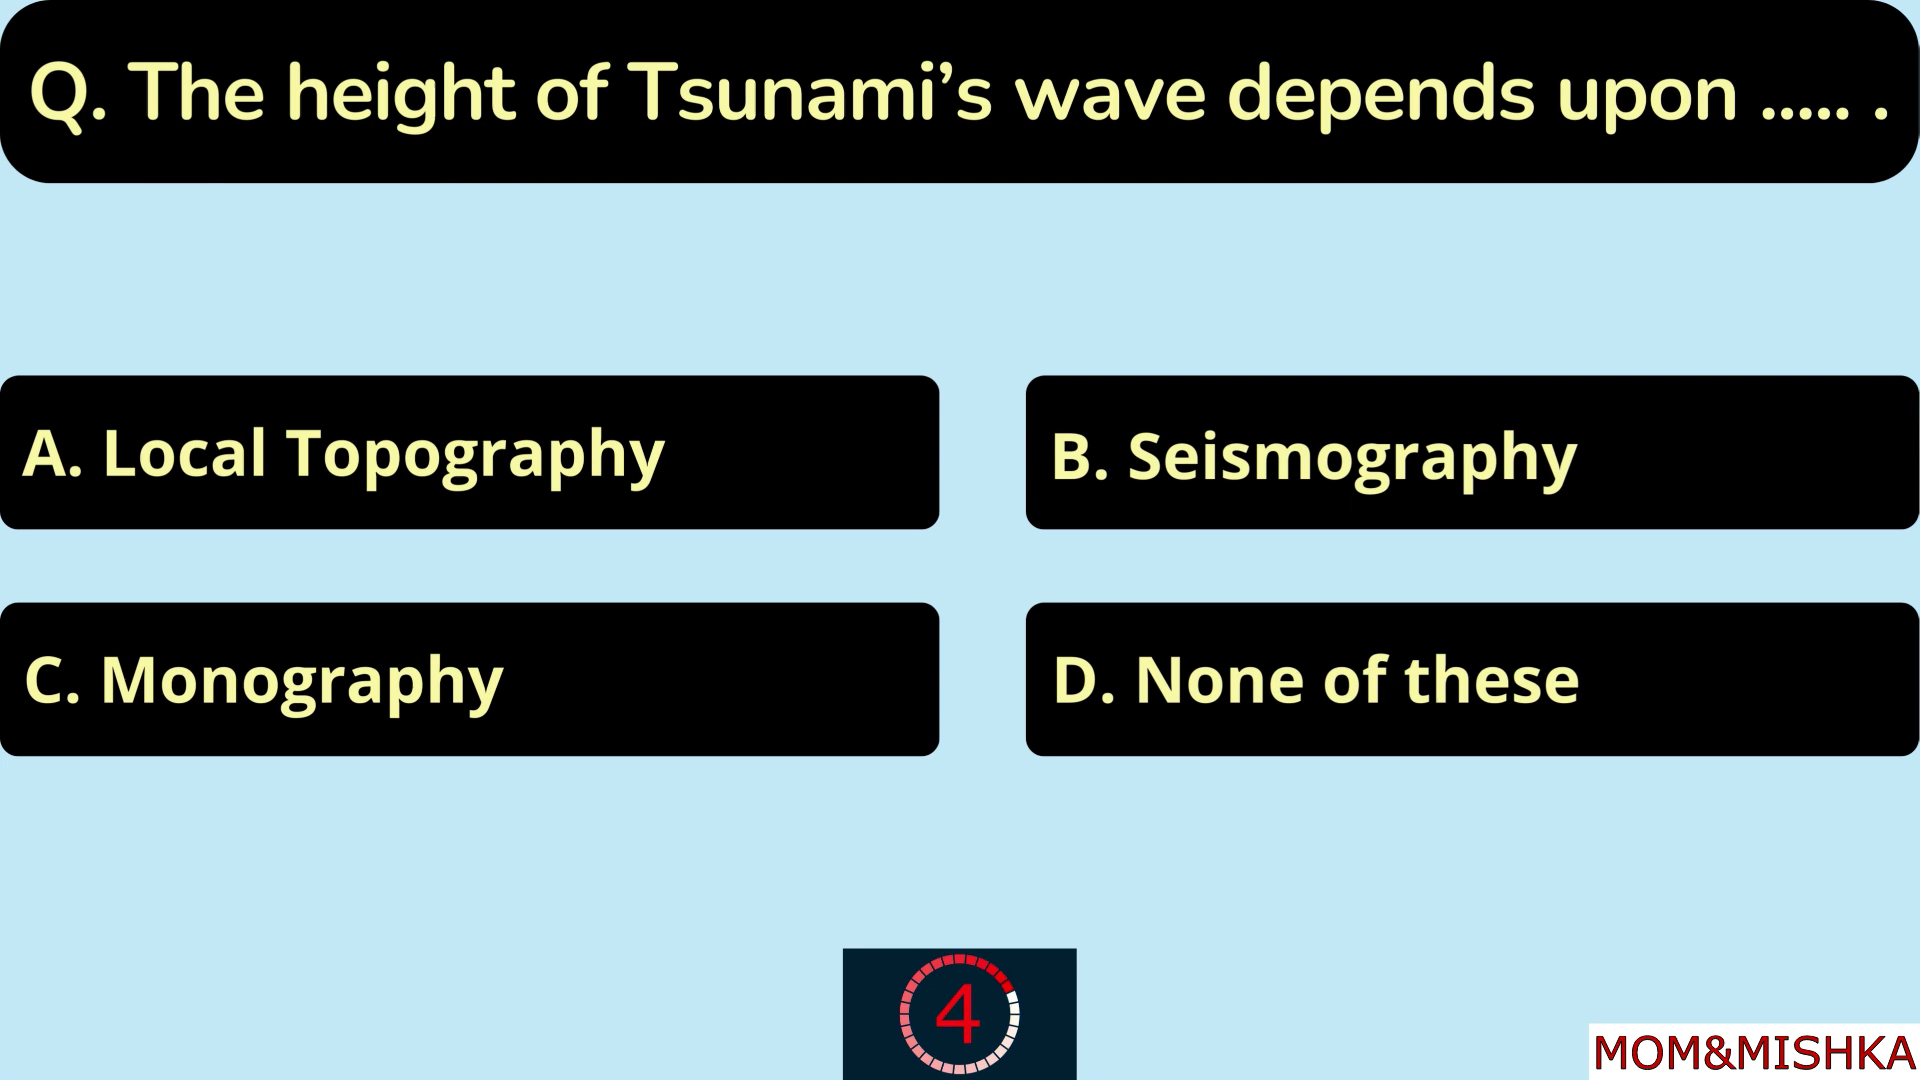 Q. The height of Tsunami’s wave depends upon ..... .
A. Local Topography
B. Seismography
C. Monography
D. None of these
4
MOM&MISHKA